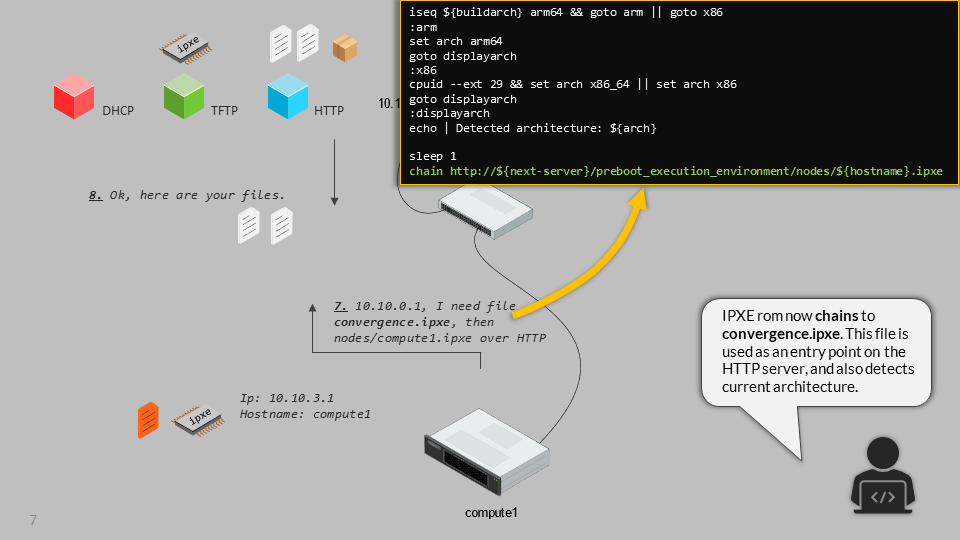 iseq ${buildarch} arm64 && goto arm || goto x86
:arm
set arch arm64
goto displayarch
:x86
cpuid --ext 29 && set arch x86_64 || set arch x86
goto displayarch
:displayarch
echo | Detected architecture: ${arch}
sleep 1
chain http://${next-server}/preboot_execution_environment/nodes/${hostname}.ipxe
ipxe
DHCP
TFTP
HTTP
10.1
8. Ok, here are your files.
7. 10.10.0.1, I need file
convergence.ipxe, then
nodes/compute1.ipxe over HTTP
IPXE rom now chains to
convergence.ipxe. This file is
used as an entry point on the
HTTP server, and also detects
current architecture.
ipxe
Ip: 10.10.3.1
Hostname: compute1
</>
compute1
7